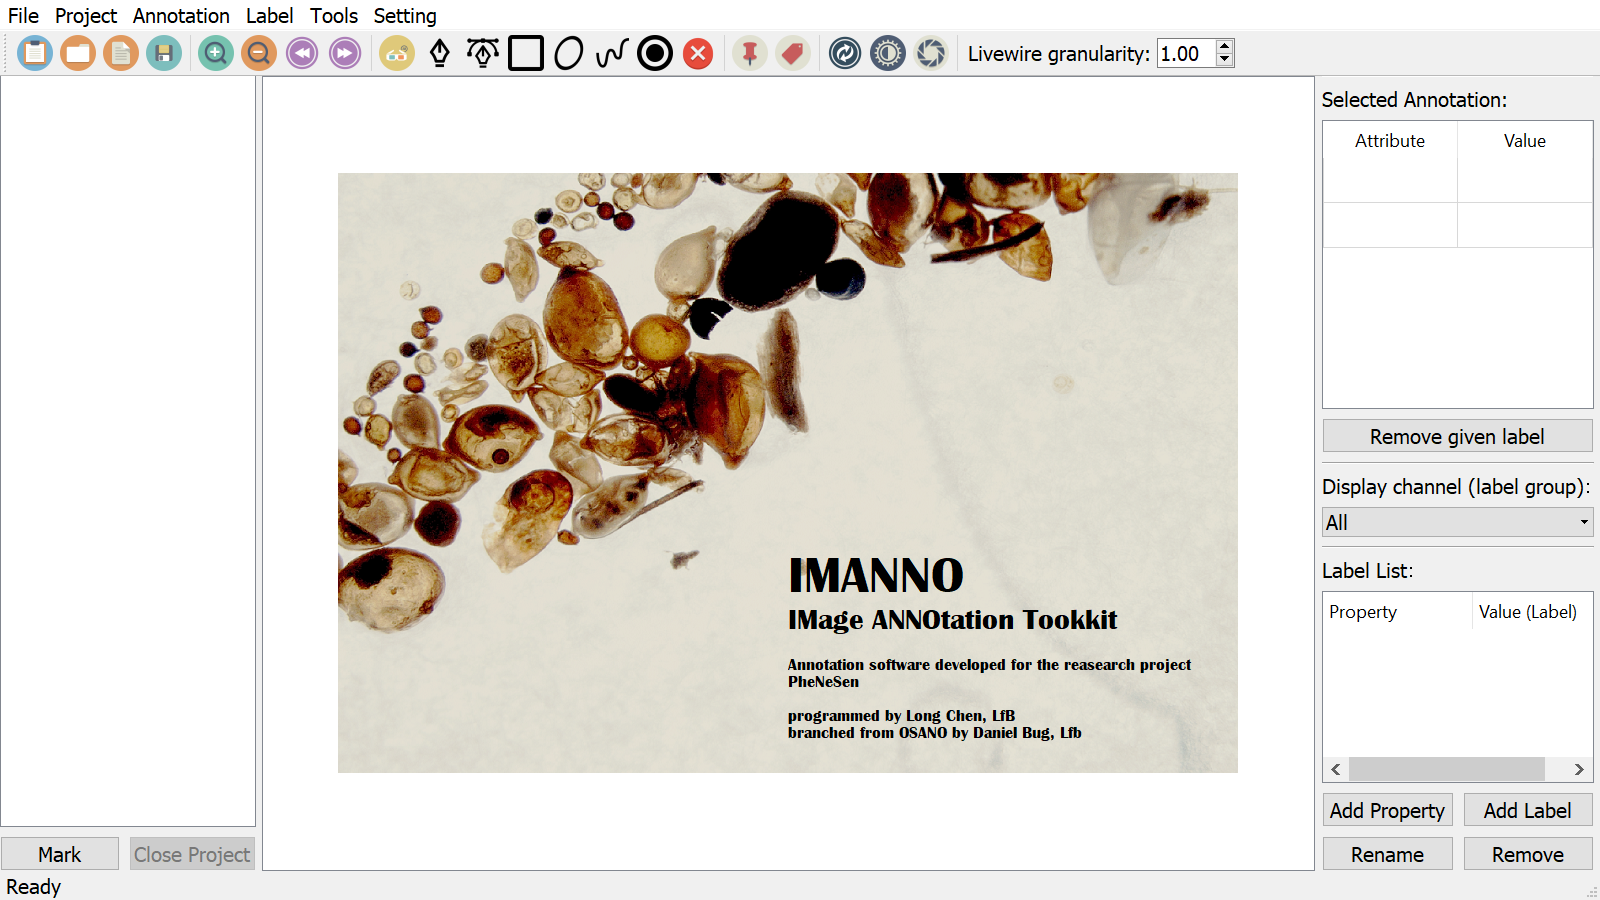 File Project Annotation Label Tools Setting
Livewire granularity: 1.00
Selected Annotation:
Attribute Value
Remove given label
Display channel (label group):
All
Label List:
Property Value (Label)
Add Property Add Label
Rename Remove
IMANNO
IMage ANNOtation Tookkit
Annotation software developed for the reasearch project
PheNeSen
programmed by Long Chen, LfB
branched from OSANO by Daniel Bug, Lfb
Mark Close Project
Ready